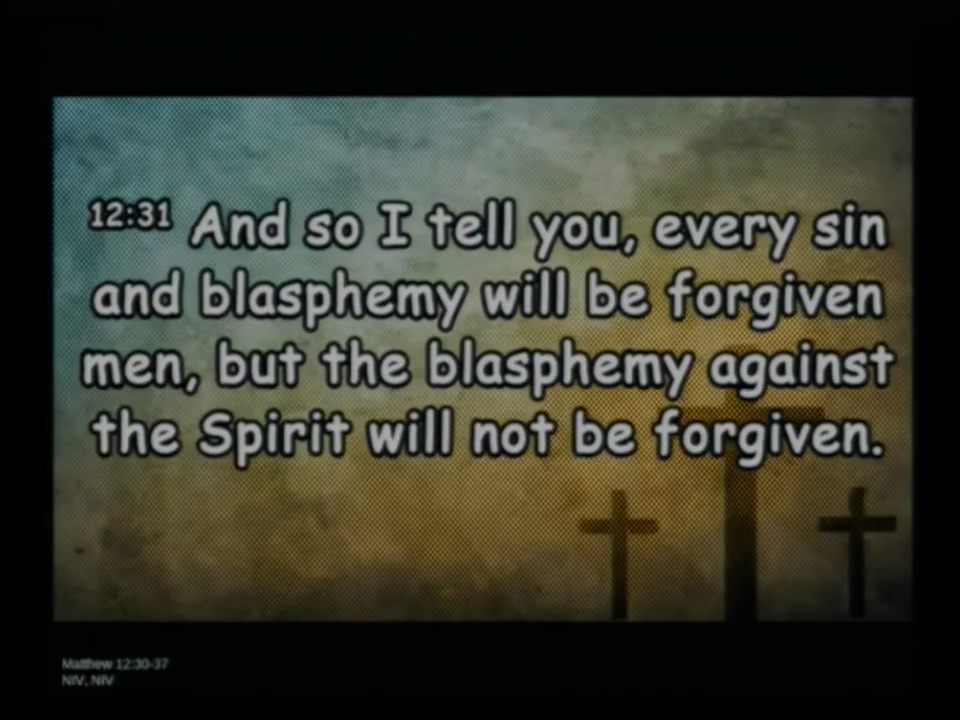 12:31 And so I tell you, every sin
and blasphemy will be forgiven
men, but the blasphemy against
the Spirit will not be forgiven.
Matthew 12:30-37
NIV, NIV